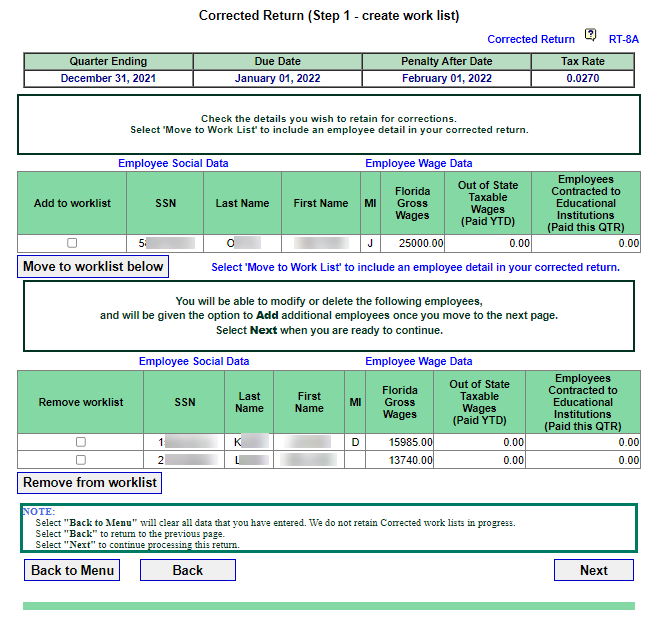 Corrected Return (Step 1 - create work list)
Corrected Return ? RT-8A
Quarter Ending Due Date Penalty After Date Tax Rate
December 31, 2021 January 01, 2022 February 01, 2022 0.0270
Check the details you wish to retain for corrections.
Select 'Move to Work List' to include an employee detail in your corrected return.
Employee Social Data Employee Wage Data
Add to worklist SSN Last Name First Name MI Florida Gross Wages Out of State Taxable Wages (Paid YTD) Employees Contracted to Educational Institutions (Paid this QTR)
5 O J 25000.00 0.00 0.00
Move to worklist below Select 'Move to Work List' to include an employee detail in your corrected return.
You will be able to modify or delete the following employees,
and will be given the option to Add additional employees once you move to the next page.
Select Next when you are ready to continue.
Employee Social Data Employee Wage Data
Remove worklist SSN Last Name First Name MI Florida Gross Wages Out of State Taxable Wages (Paid YTD) Employees Contracted to Educational Institutions (Paid this QTR)
1 K D 15985.00 0.00 0.00
2 L 13740.00 0.00 0.00
Remove from worklist
NOTE:
Select "Back to Menu" will clear all data that you have entered. We do not retain Corrected work lists in progress.
Select "Back" to return to the previous page.
Select "Next" to continue processing this return.
Back to Menu Back Next